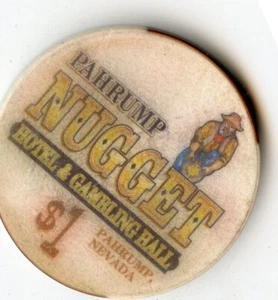 PAHRUMP
NUGGET
HOTEL & GAMBLING HALL
$1
PAHRUMP,
NEVADA